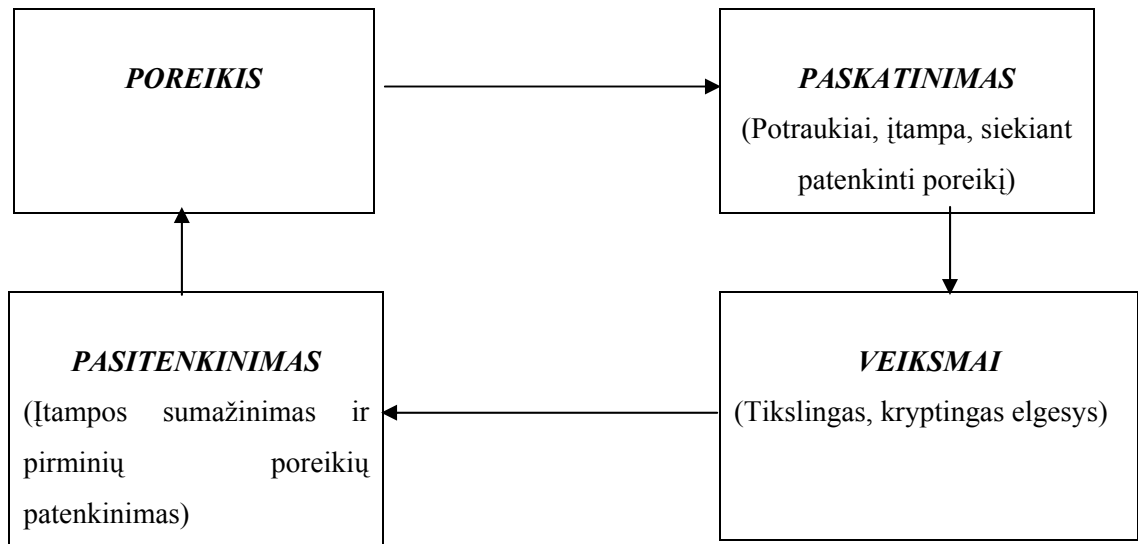 POREIKIS
PASKATINIMAS
(Potraukiai, įtampa, siekiant
patenkinti poreikį)
PASITENKINIMAS
(Įtampos sumažinimas ir
pirminių poreikių
patenkinimas)
VEIKSMAI
(Tikslingas, kryptingas elgesys)